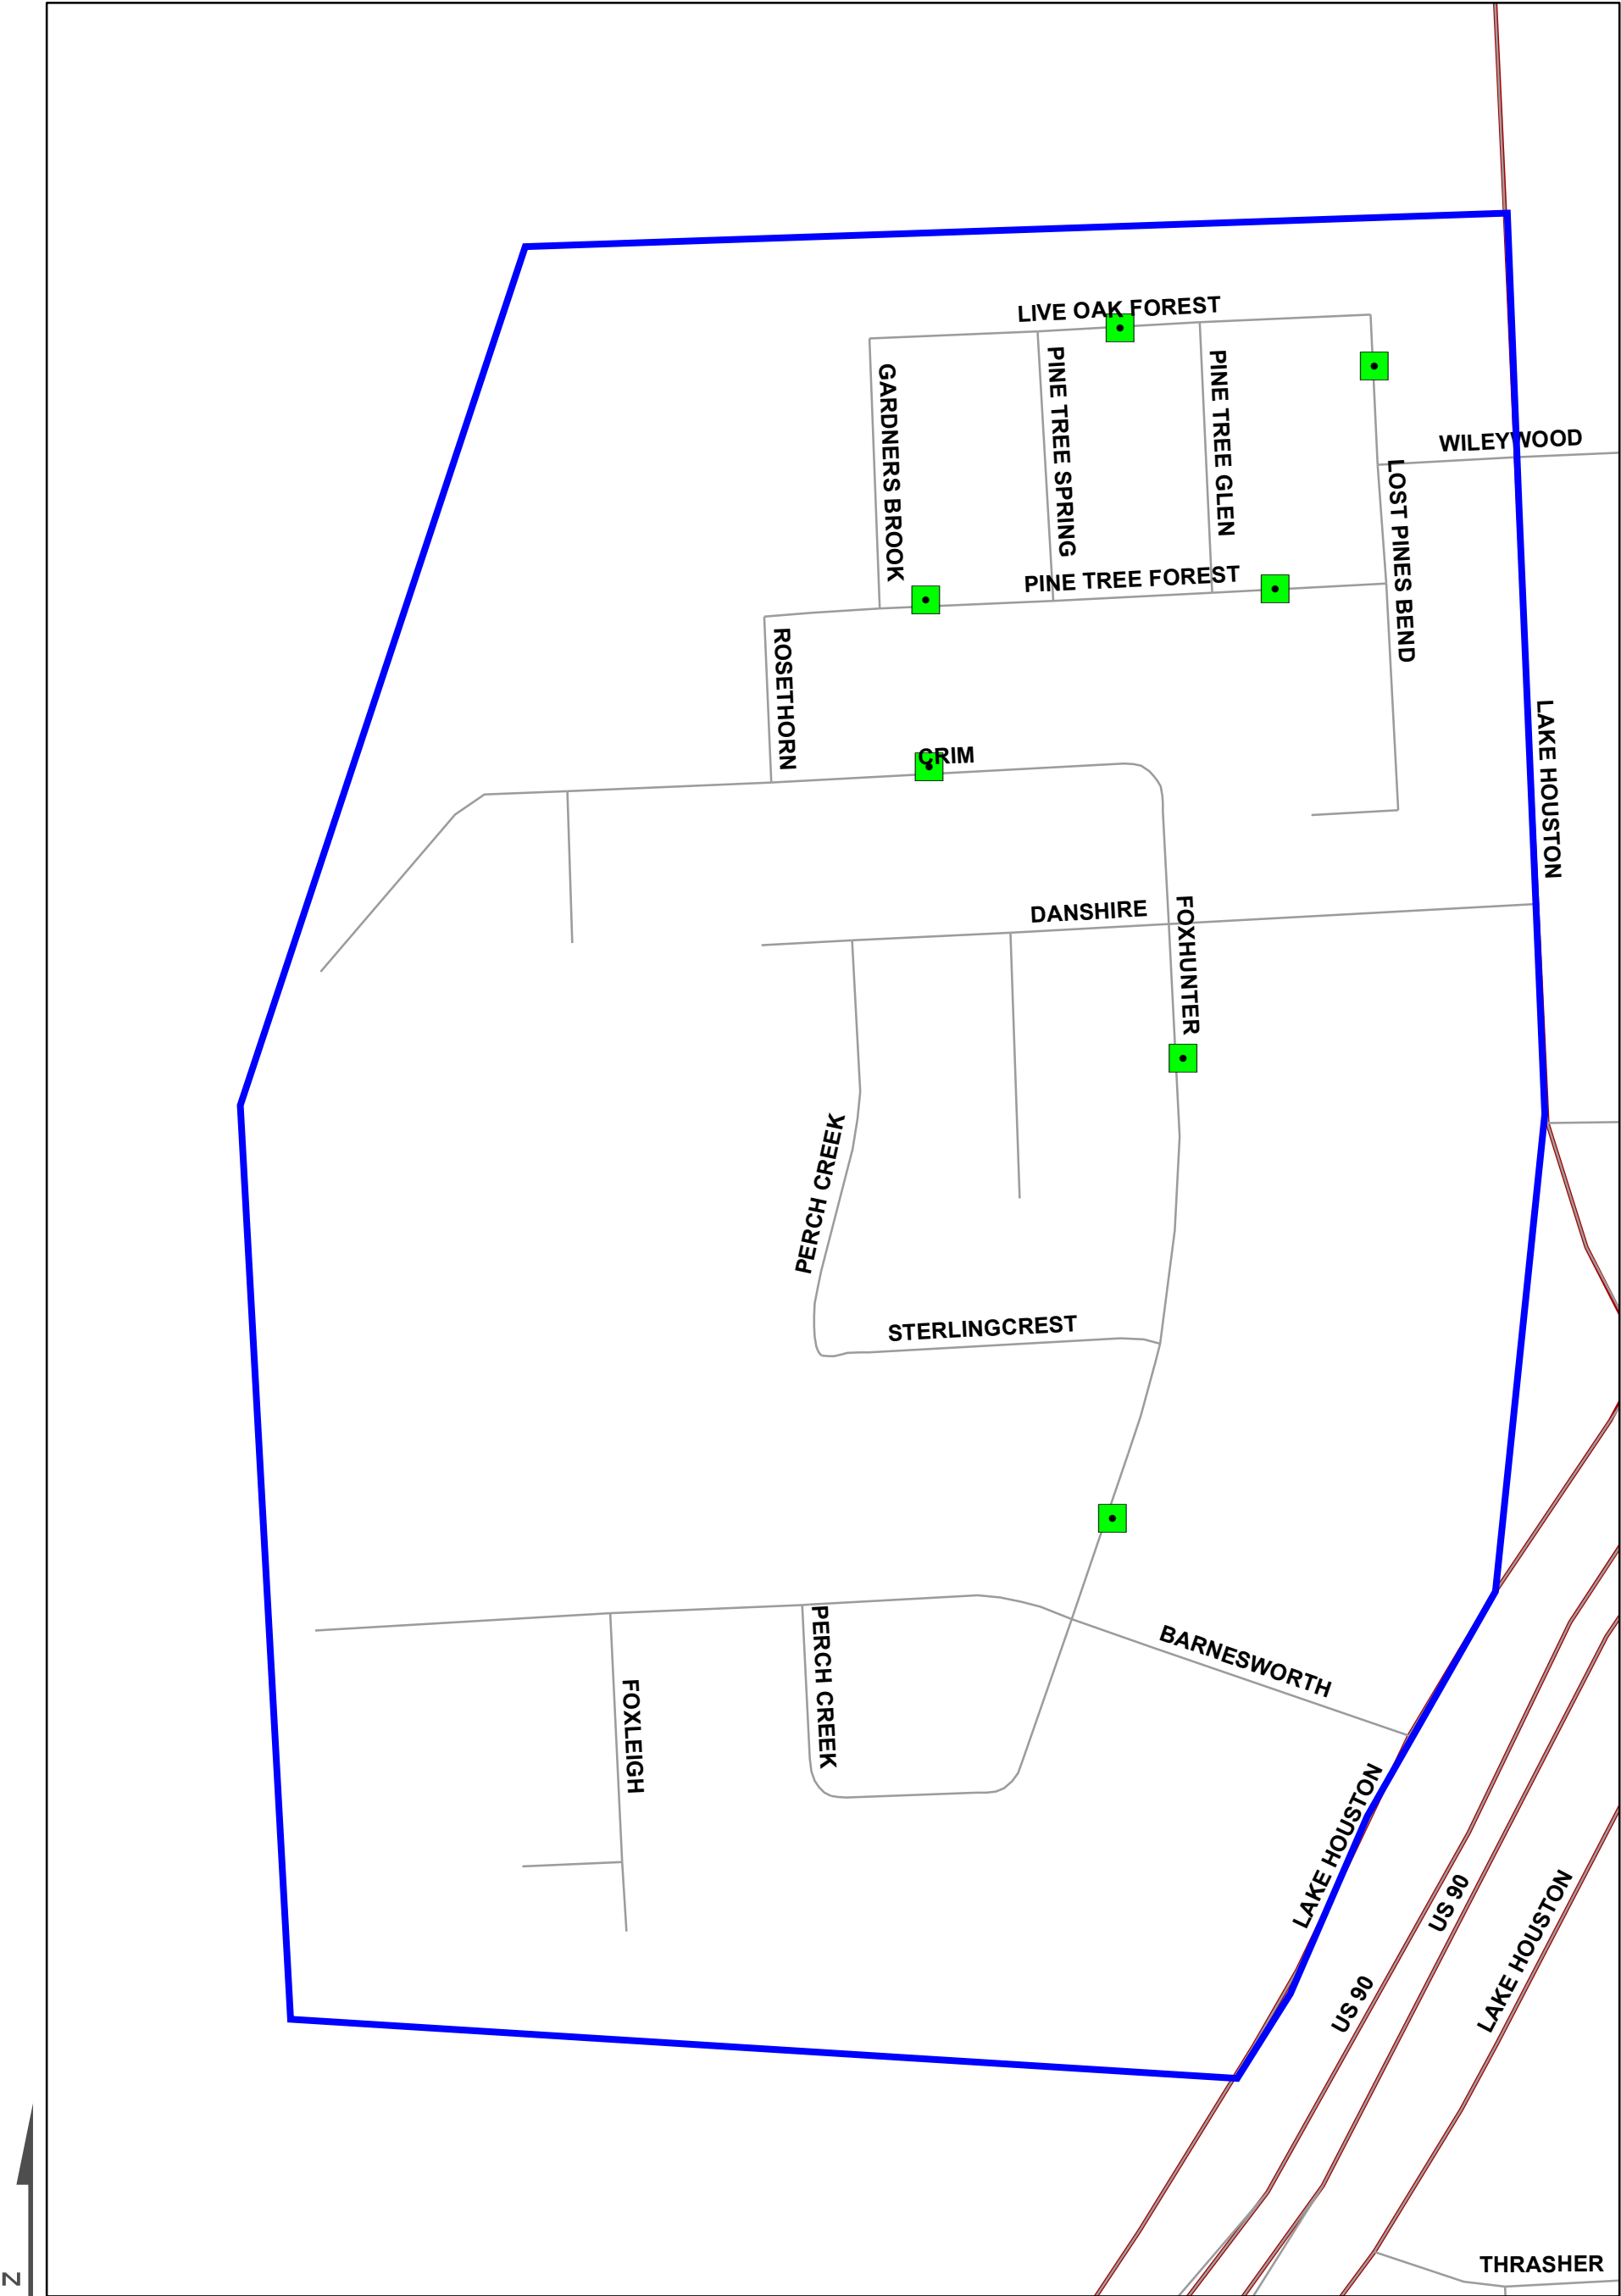 LIVE OAK FOREST
GARDNERS BROOK
PINE TREE SPRING
PINE TREE GLEN
WILEYWOOD
LOST PINES BEND
PINE TREE FOREST
ROSETHORN
LAKE HOUSTON
CRIM
DANSHIRE
FOXHUNTER
PERCH CREEK
STERLINGCREST
PERCH CREEK
BARNESWORTH
FOXLEIGH
LAKE HOUSTON
US 90
LAKE HOUSTON
US 90
THRASHER
N